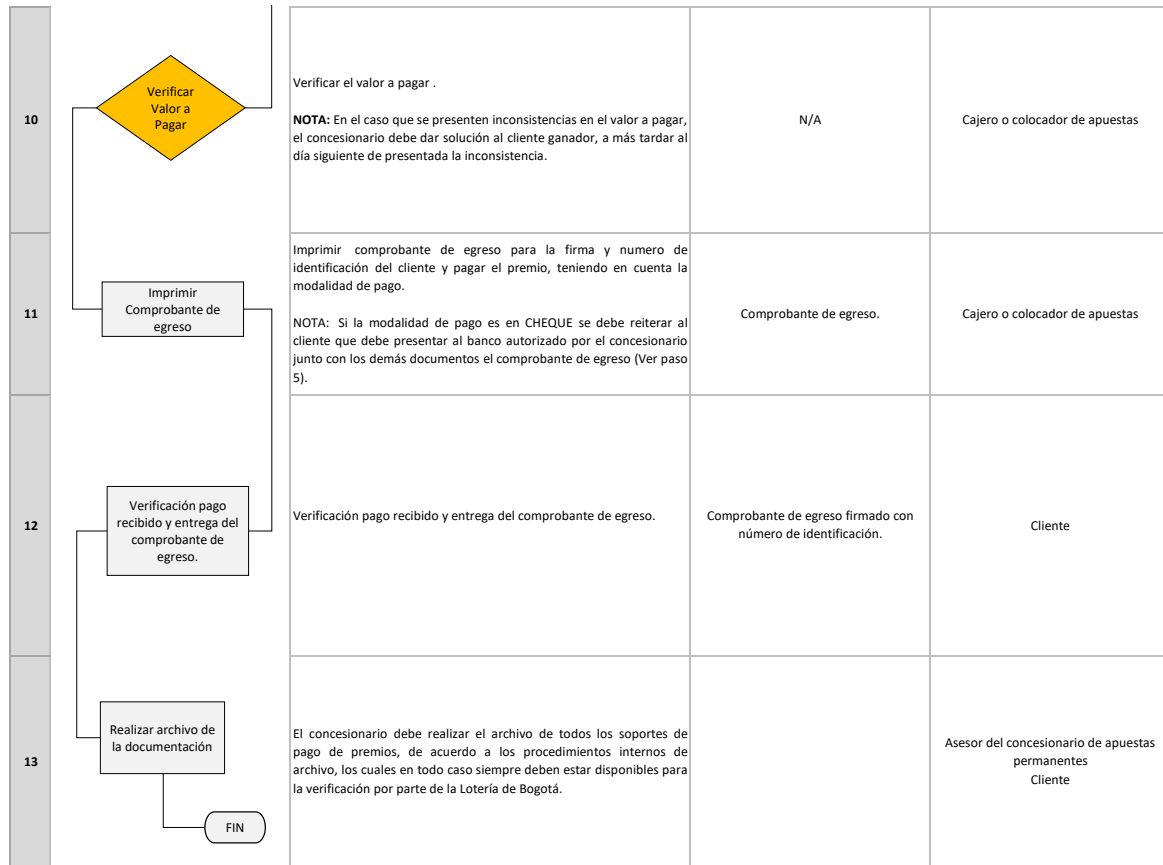 10
Verificar
Valor a
Pagar
Verificar el valor a pagar .
NOTA: En el caso que se presenten inconsistencias en el valor a pagar,
el concesionario debe dar solución al cliente ganador, a más tardar al
día siguiente de presentada la inconsistencia.
N/A
Cajero o colocador de apuestas
11
Imprimir
Comprobante de
egreso
Imprimir comprobante de egreso para la firma y numero de
identificación del cliente y pagar el premio, teniendo en cuenta la
modalidad de pago.
NOTA: Si la modalidad de pago es en CHEQUE se debe reiterar al
cliente que debe presentar al banco autorizado por el concesionario
junto con los demás documentos el comprobante de egreso (Ver paso
5).
Comprobante de egreso.
Cajero o colocador de apuestas
12
Verificación pago
recibido y entrega del
comprobante de
egreso.
Verificación pago recibido y entrega del comprobante de egreso.
Comprobante de egreso firmado con
número de identificación.
Cliente
13
Realizar archivo de
la documentación
FIN
El concesionario debe realizar el archivo de todos los soportes de
pago de premios, de acuerdo a los procedimientos internos de
archivo, los cuales en todo caso siempre deben estar disponibles para
la verificación por parte de la Lotería de Bogotá.
Asesor del concesionario de apuestas
permanentes
Cliente